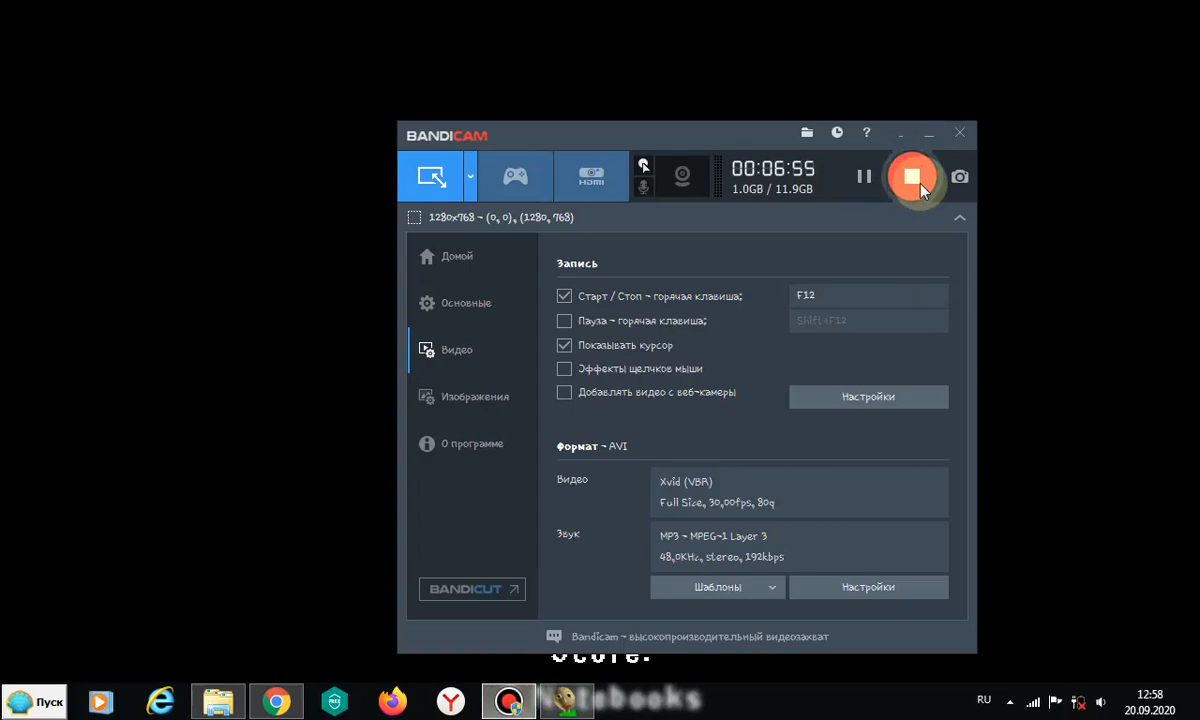 BANDICAM
?
HDMI
00:06:55
1.0GB / 11.9GB
1280x768 - (0, 0), (1280, 768)
Домой
Основные
Видео
Изображения
О программе
BANDICUT
Запись
Старт / Стоп - горячая клавиша:
F12
Пауза - горячая клавиша:
Shift+F12
Показывать курсор
Эффекты щелчков мыши
Добавлять видео с веб-камеры
Настройки
Формат - AVI
Видео
Xvid (VBR)
Full Size, 30,00fps, 80q
Звук
MP3 - MPEG-1 Layer 3
48,0KHz, stereo, 192kbps
Шаблоны
Настройки
Bandicam - высокопроизводительный видеозахват
Score:
Notebooks
Пуск
RU
12:58
20.09.2020